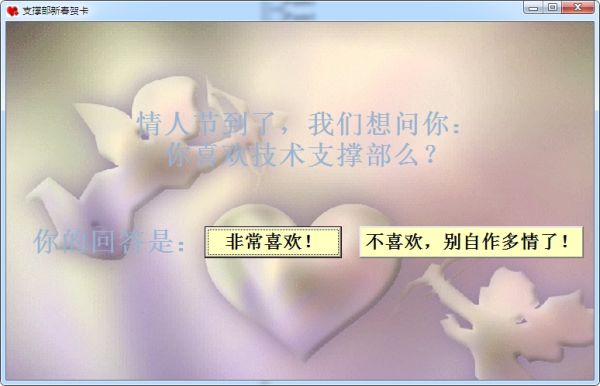 支撑部新春贺卡
情人节到了，我们想问你：
你喜欢技术支撑部么？
你的回答是：
非常喜欢！
不喜欢，别自作多情了！